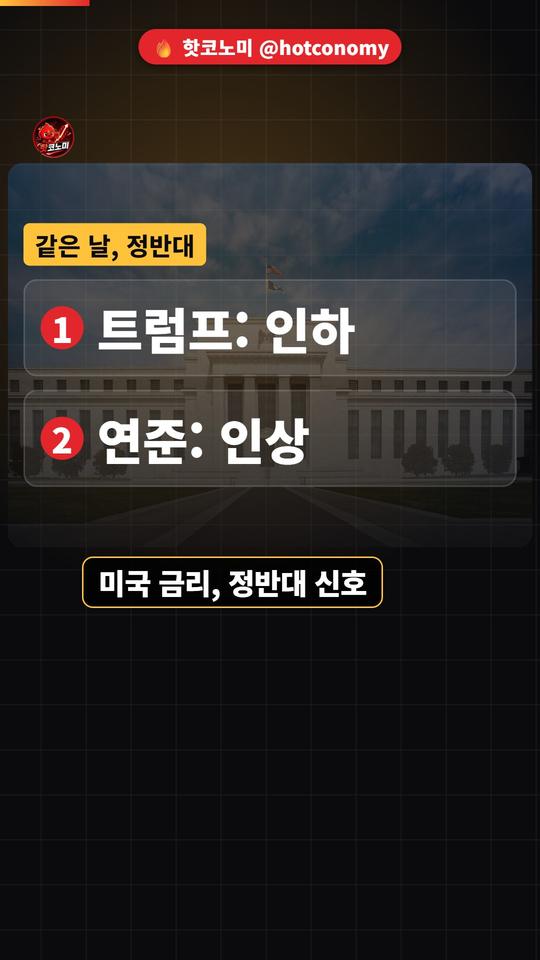 🔥 핫코노미 @hotconomy
핫코노미
같은 날, 정반대
1 트럼프: 인하
2 연준: 인상
미국 금리, 정반대 신호